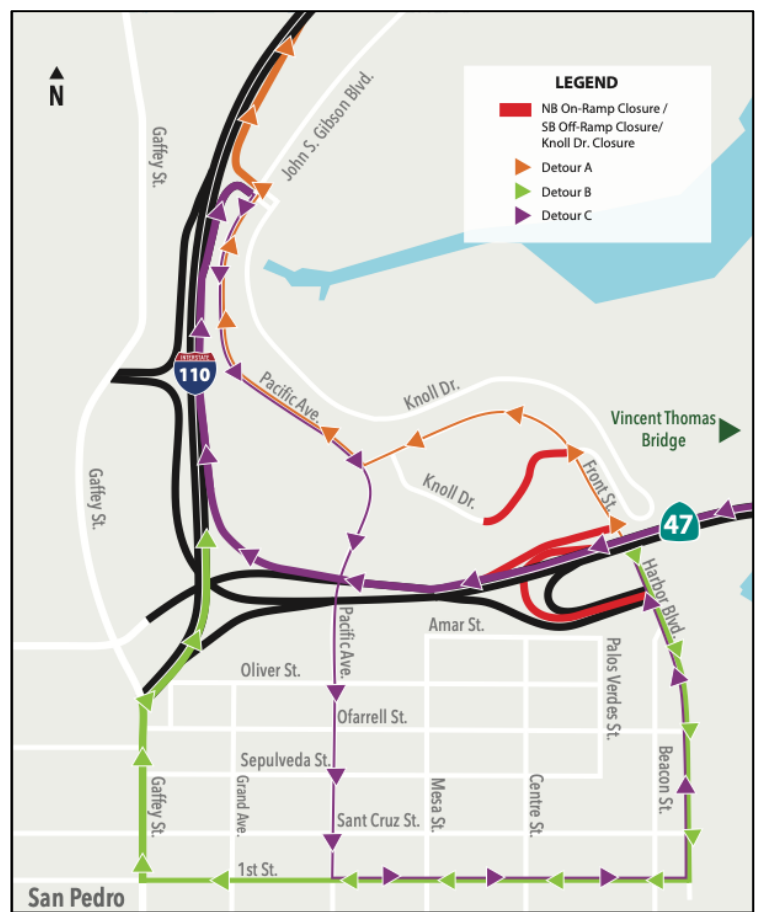 N
Gaffey St.
John S. Gibson Blvd.
LEGEND
NB On-Ramp Closure /
SB Off-Ramp Closure/
Knoll Dr. Closure
Detour A
Detour B
Detour C
INTERSTATE
110
Pacific Ave.
Knoll Dr.
Vincent Thomas
Bridge
Gaffey St.
Knoll Dr.
Front St.
47
Harbor Blvd.
Pacific Ave.
Amar St.
Palos Verdes St.
Oliver St.
Ofarrell St.
Sepulveda St.
Beacon St.
Gaffey St.
Grand Ave.
Mesa St.
Centre St.
Sant Cruz St.
1st St.
San Pedro